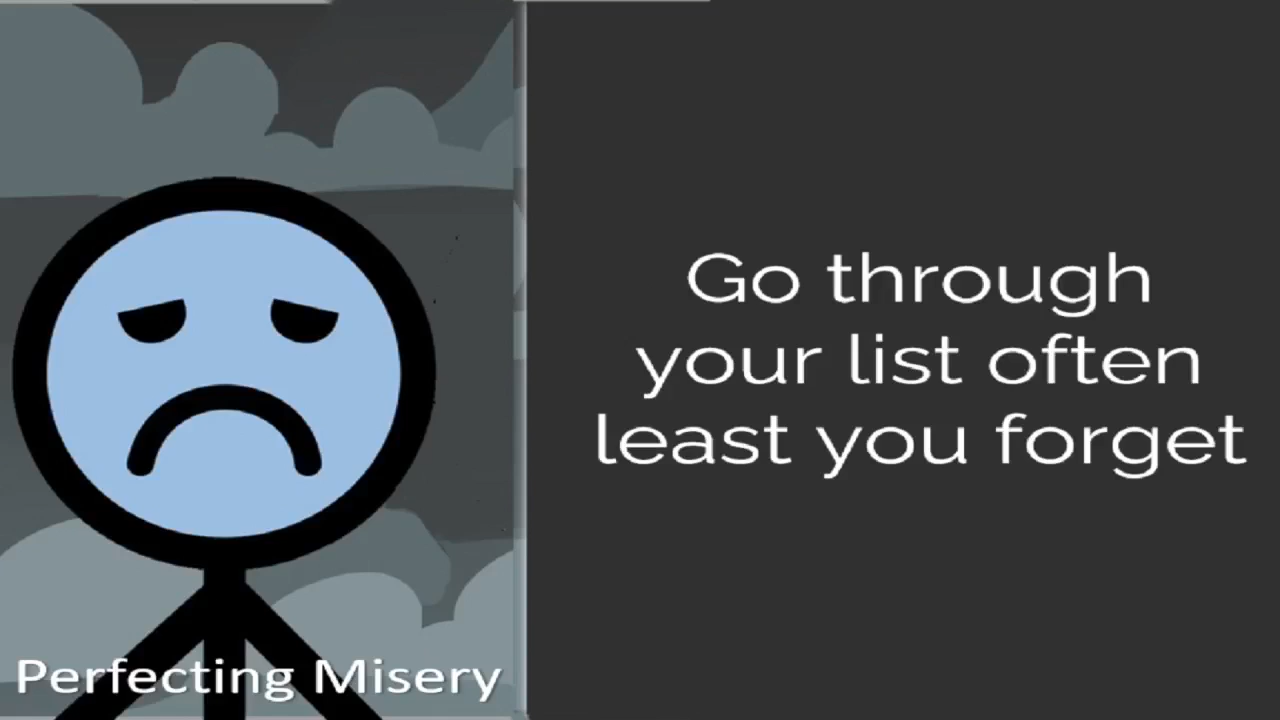 Go through
your list often
least you forget
Perfecting Misery